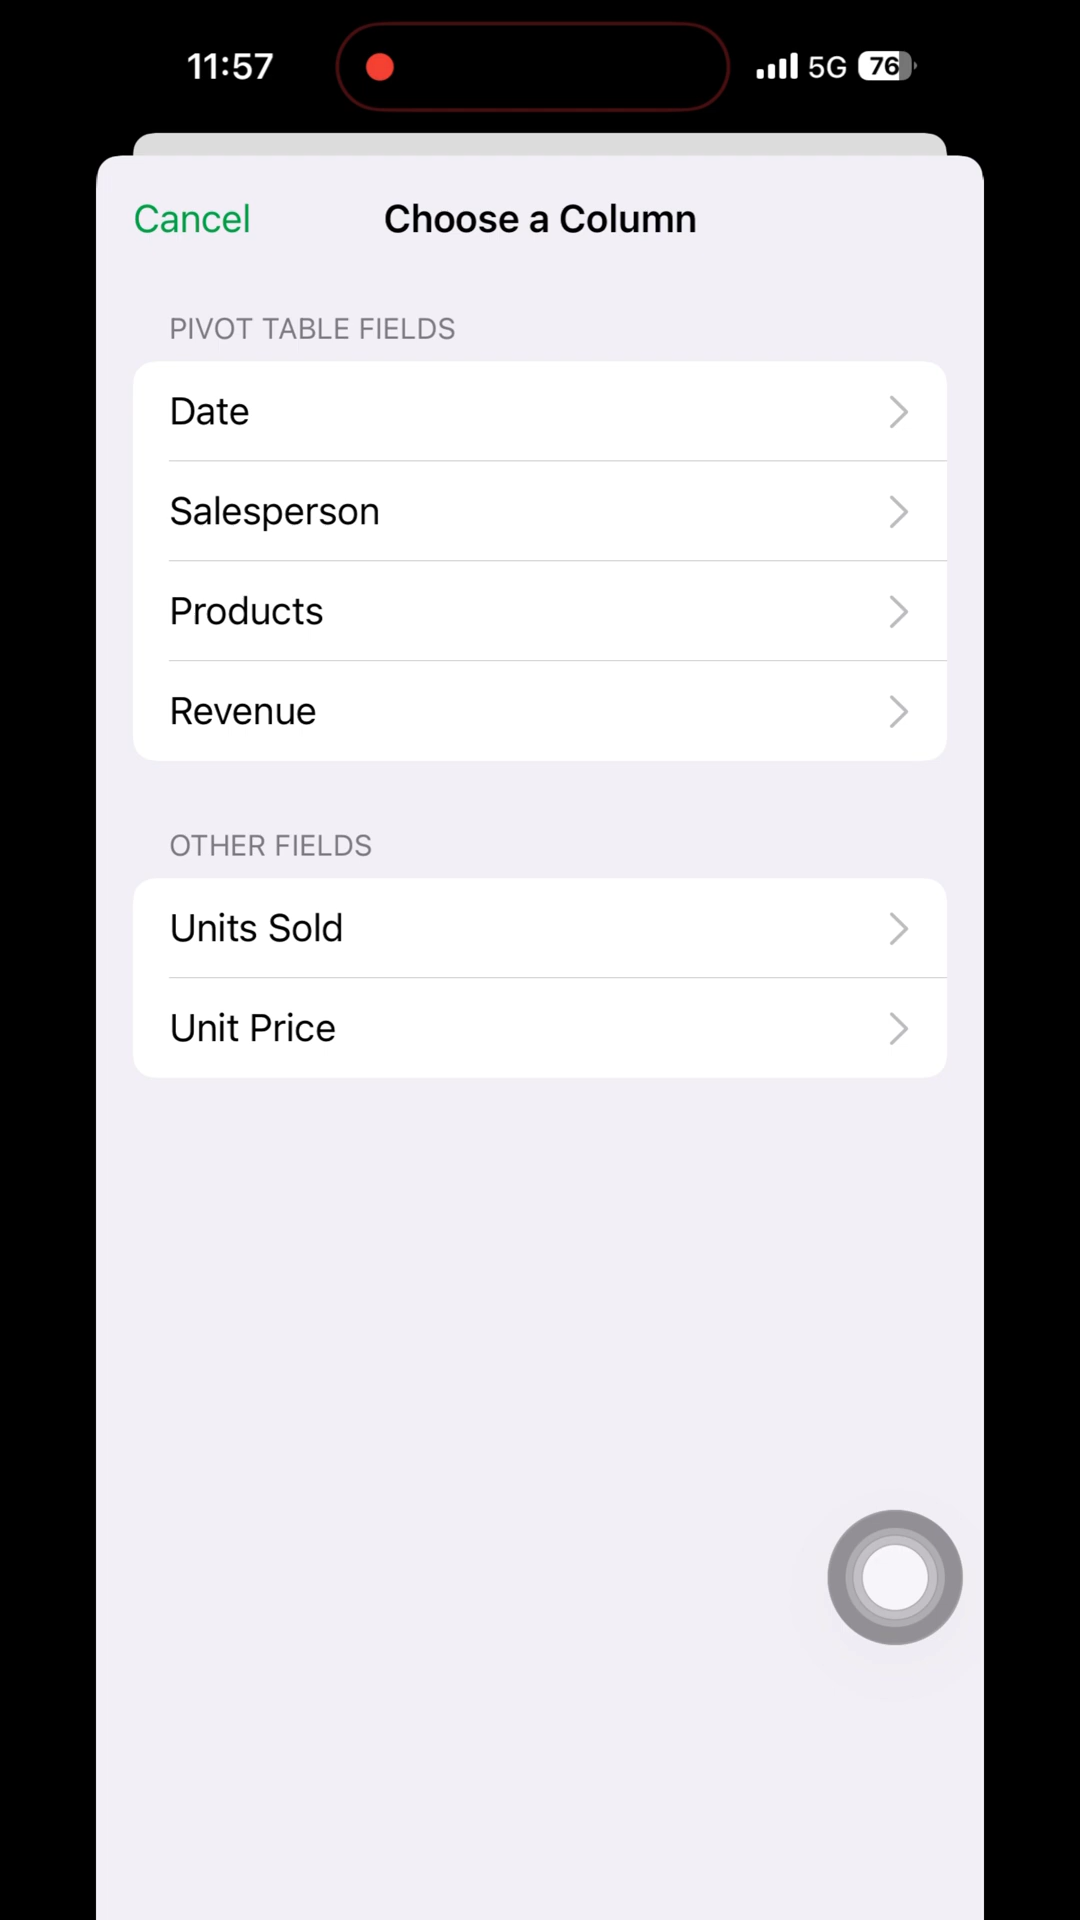 11:57
5G 76
Cancel
Choose a Column
PIVOT TABLE FIELDS
Date
Salesperson
Products
Revenue
OTHER FIELDS
Units Sold
Unit Price